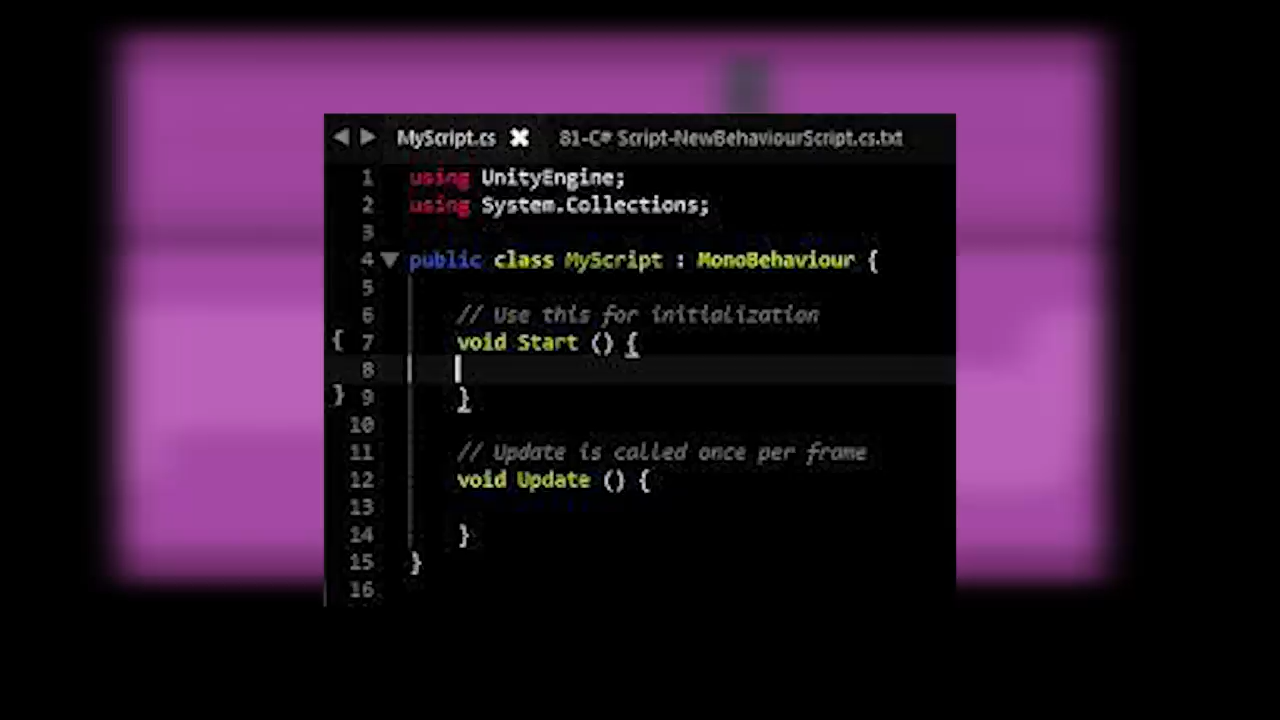 MyScript.cs 81-C# Script-NewBehaviourScript.cs.txt
1 using UnityEngine;
2 using System.Collections;
3
4 public class MyScript : MonoBehaviour {
5
6 // Use this for initialization
{ 7 void Start () {
8
} 9 }
10
11 // Update is called once per frame
12 void Update () {
13
14 }
15 }
16